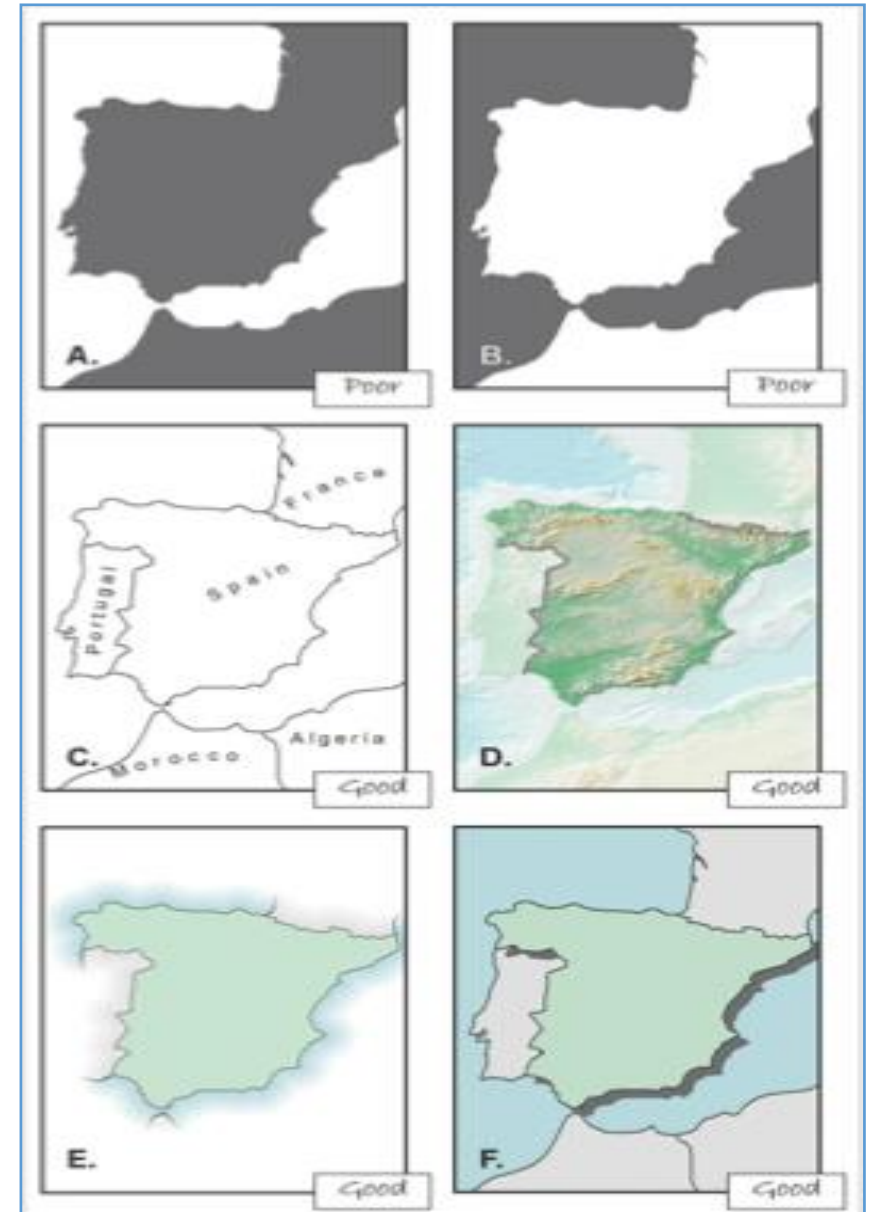 A.
Poor
B.
Poor
France
Spain
Portugal
C.
Morocco
Algeria
Good
D.
Good
E.
Good
F.
Good